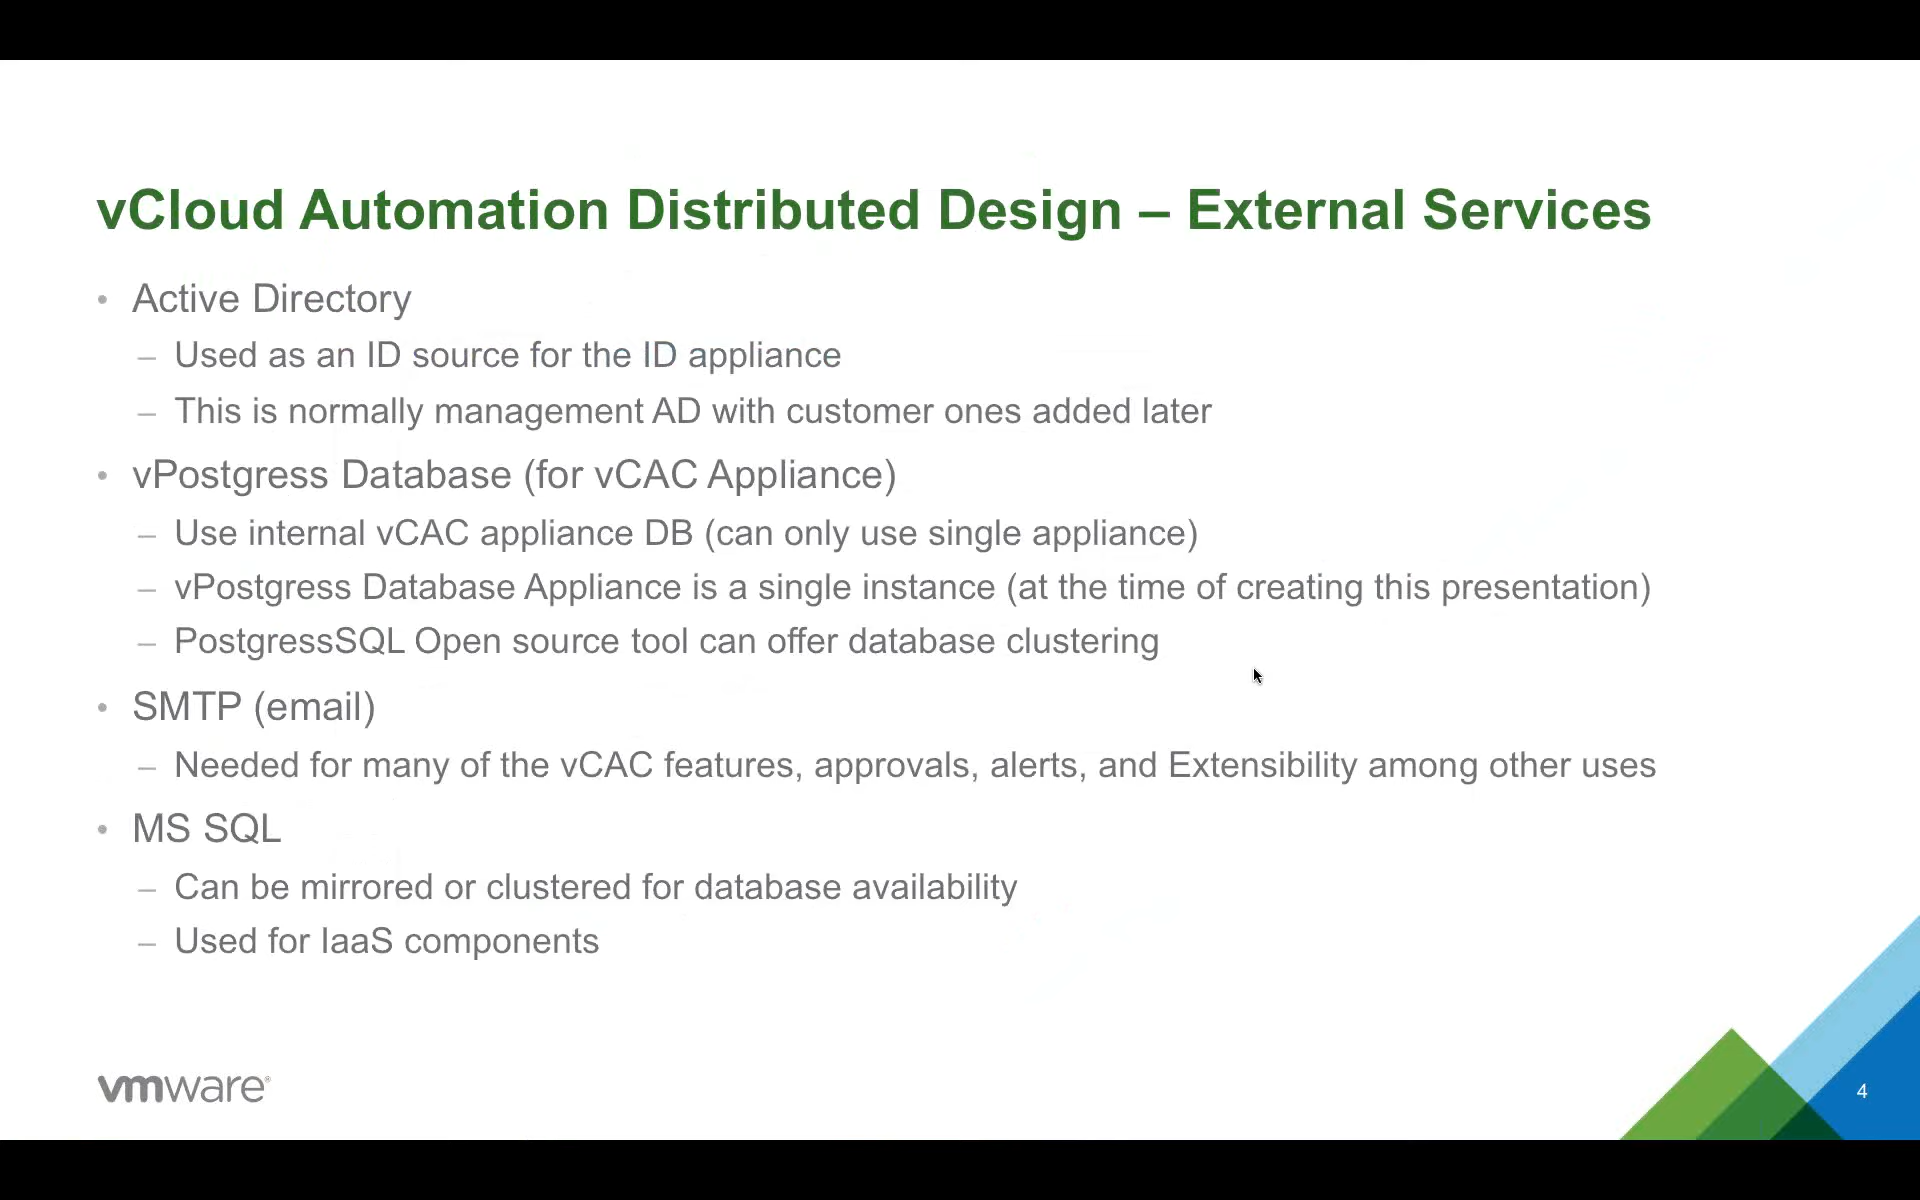 vCloud Automation Distributed Design – External Services
• Active Directory
– Used as an ID source for the ID appliance
– This is normally management AD with customer ones added later
• vPostgress Database (for vCAC Appliance)
– Use internal vCAC appliance DB (can only use single appliance)
– vPostgress Database Appliance is a single instance (at the time of creating this presentation)
– PostgressSQL Open source tool can offer database clustering
• SMTP (email)
– Needed for many of the vCAC features, approvals, alerts, and Extensibility among other uses
• MS SQL
– Can be mirrored or clustered for database availability
– Used for IaaS components
vmware®
4